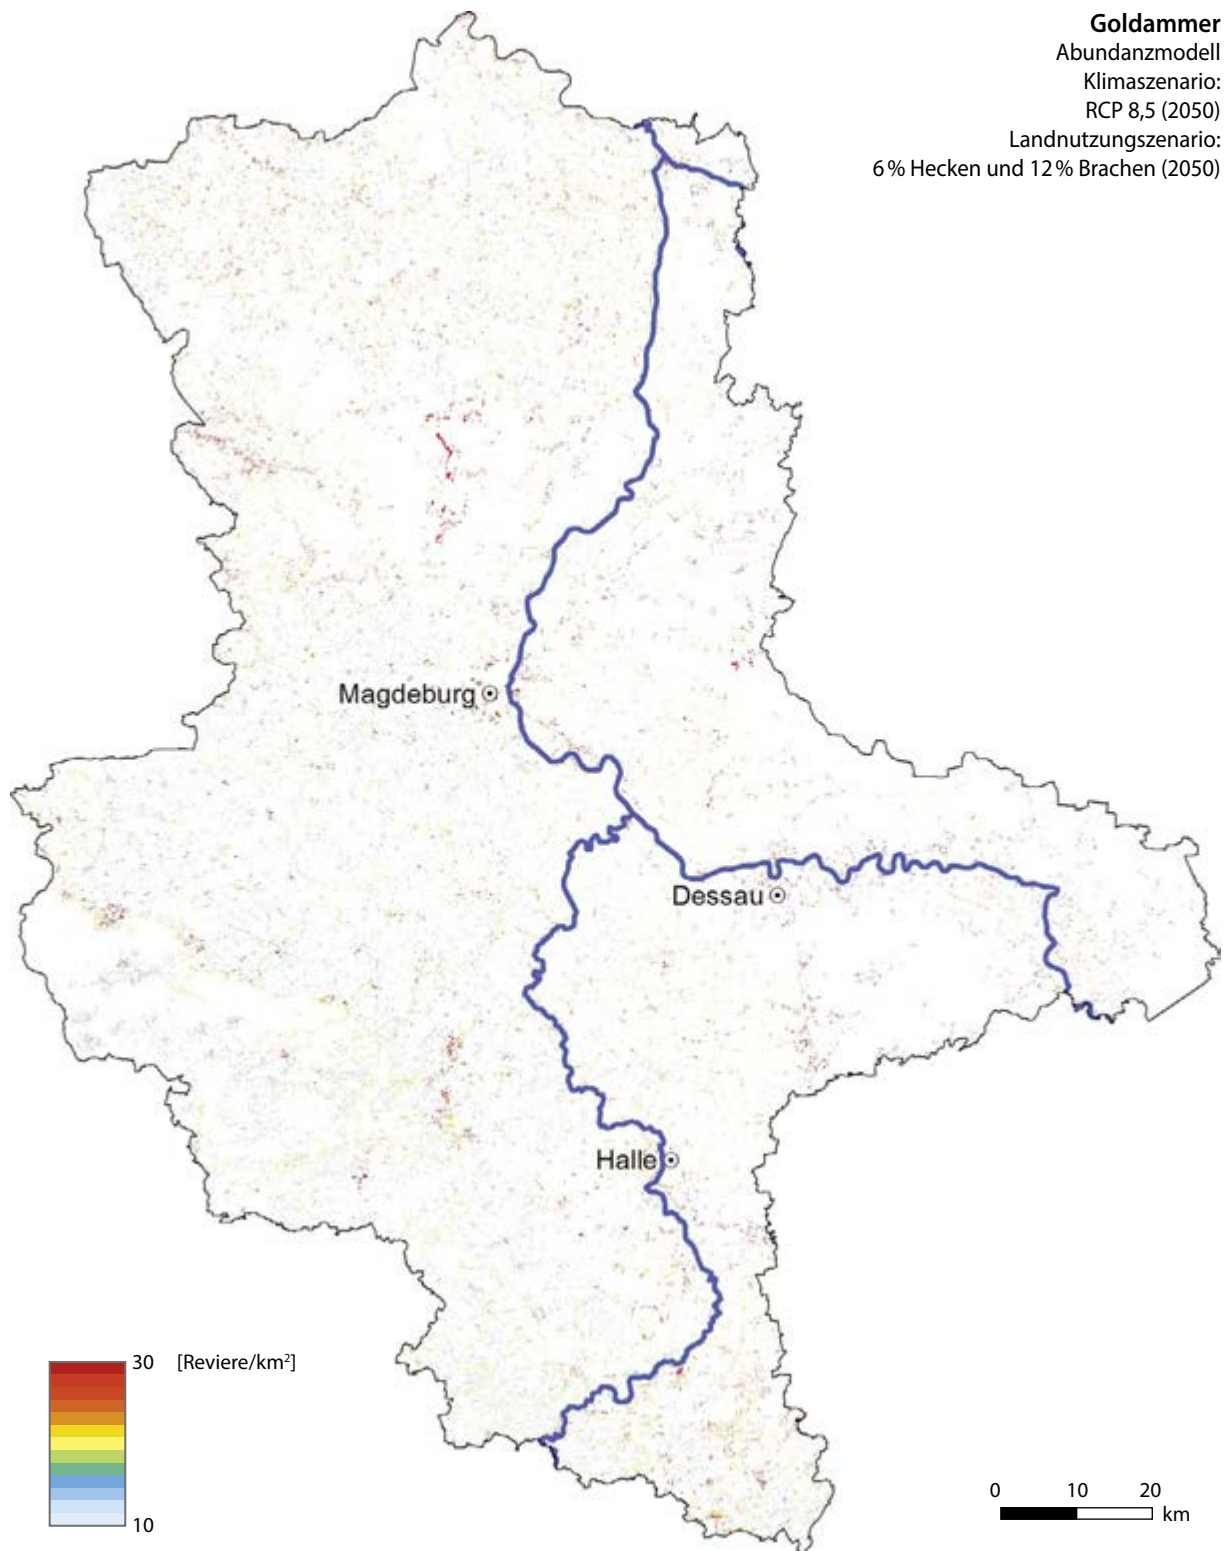 Goldammer
Abundanzmodell
Klimaszenario:
RCP 8,5 (2050)
Landnutzungszenario:
6 % Hecken und 12 % Brachen (2050)
Magdeburg
Dessau
Halle
30 [Reviere/km²]
10
0 10 20
km